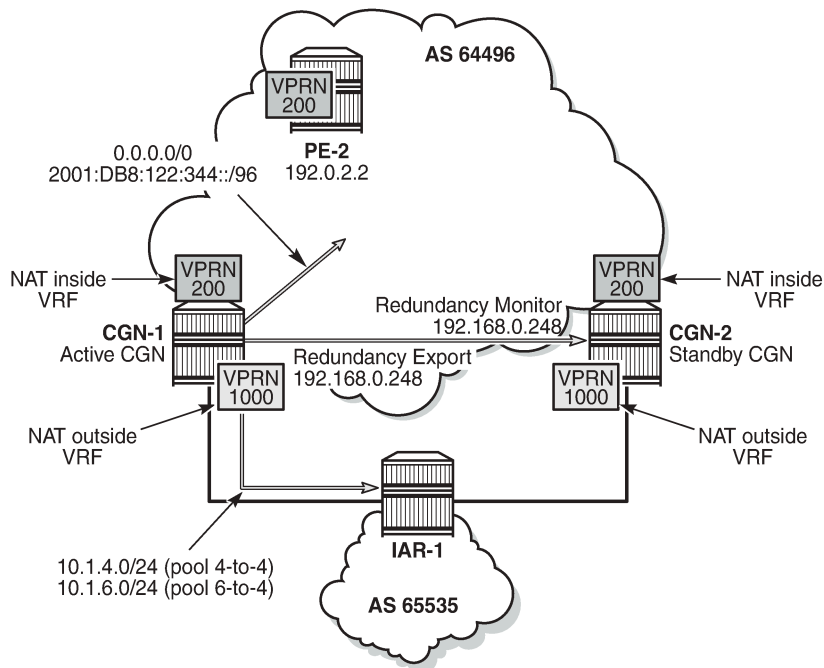 AS 64496
VPRN
200
PE-2
192.0.2.2
0.0.0.0/0
2001:DB8:122:344::/96
NAT inside
VRF
VPRN
200
VPRN
200
NAT inside
VRF
CGN-1
Active CGN
Redundancy Monitor
192.168.0.248
CGN-2
Standby CGN
Redundancy Export
192.168.0.248
VPRN
1000
VPRN
1000
NAT outside
VRF
NAT outside
VRF
IAR-1
10.1.4.0/24 (pool 4-to-4)
10.1.6.0/24 (pool 6-to-4)
AS 65535